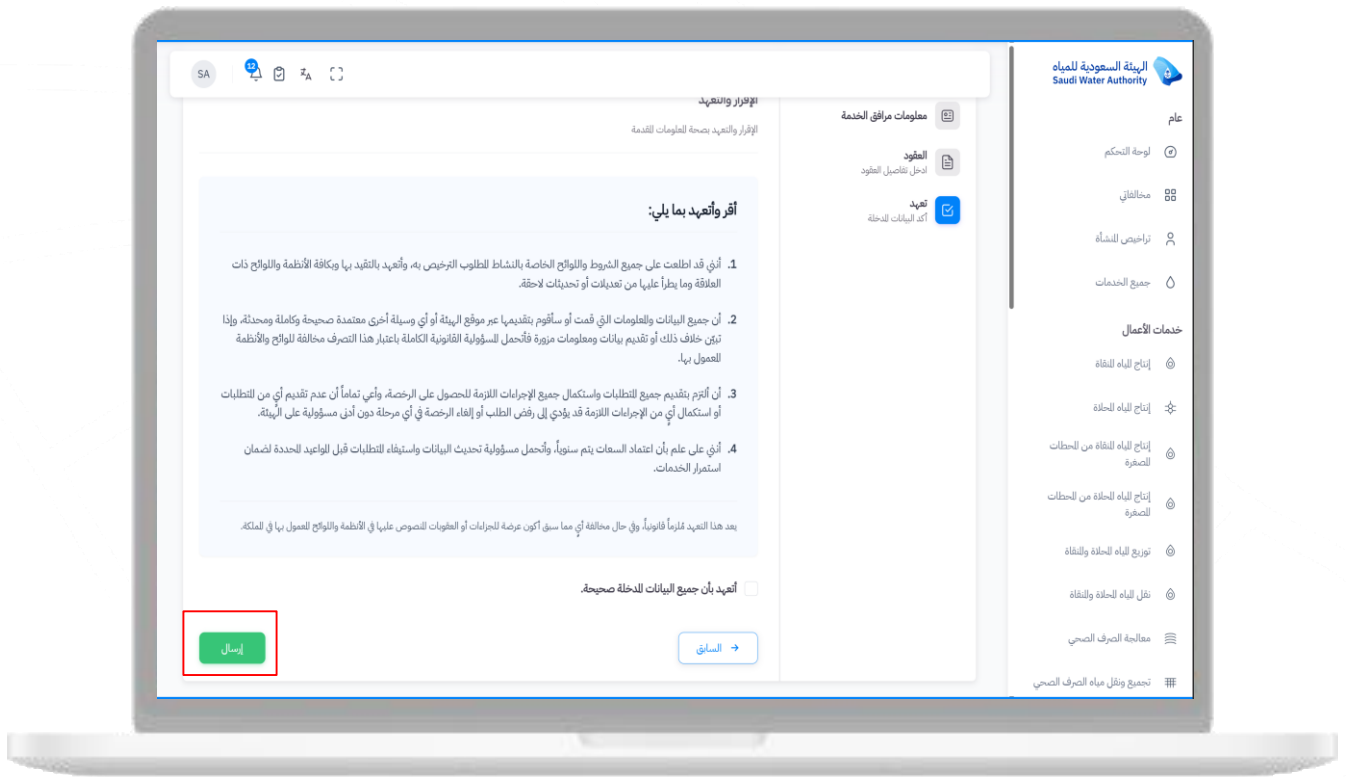 الهيئة السعودية للمياه
Saudi Water Authority
عام
لوحة التحكم
مخالفاتي
تراخيص المنشأة
جميع الخدمات
خدمات الأعمال
إنتاج المياه المنقاة
إنتاج المياه المحلاة
إنتاج المياه المنقاة من المحطات
المصغرة
إنتاج المياه المحلاة من المحطات
المصغرة
توزيع المياه المحلاة والمنقاة
نقل المياه المحلاة والمنقاة
معالجة الصرف الصحي
تجميع ونقل مياه الصرف الصحي
12
SA
معلومات مرافق الخدمة
العقود
ادخل تفاصيل العقود
تعهد
أكد البيانات المدخلة
الإقرار والتعهد
الإقرار والتعهد بصحة المعلومات المقدمة
أقر وأتعهد بما يلي:
1. أنني قد اطلعت على جميع الشروط واللوائح الخاصة بالنشاط المطلوب الترخيص به، وأتعهد بالتقيد بها وبكافة الأنظمة واللوائح ذات
العلاقة وما يطرأ عليها من تعديلات أو تحديثات لاحقة.
2. أن جميع البيانات والمعلومات التي قمت أو سأقوم بتقديمها عبر موقع الهيئة أو أي وسيلة أخرى معتمدة صحيحة وكاملة ومحدثة، وإذا
تبيّن خلاف ذلك أو تقديم بيانات ومعلومات مزورة فأتحمل المسؤولية القانونية الكاملة باعتبار هذا التصرف مخالفة للوائح والأنظمة
المعمول بها.
3. أن ألتزم بتقديم جميع المتطلبات واستكمال جميع الإجراءات اللازمة للحصول على الرخصة، وأعي تماماً أن عدم تقديم أي من المتطلبات
أو استكمال أيٍ من الإجراءات اللازمة قد يؤدي إلى رفض الطلب أو إلغاء الرخصة في أي مرحلة دون أدنى مسؤولية على الهيئة.
4. أنني على علم بأن اعتماد السعات يتم سنوياً، وأتحمل مسؤولية تحديث البيانات واستيفاء المتطلبات قبل المواعيد المحددة لضمان
استمرار الخدمات.
يعد هذا التعهد مُلزماً قانونياً، وفي حال مخالفة أيٍ مما سبق أكون عرضة للجزاءات أو العقوبات المنصوص عليها في الأنظمة واللوائح المعمول بها في المملكة.
أتعهد بأن جميع البيانات المدخلة صحيحة.
السابق
إرسال